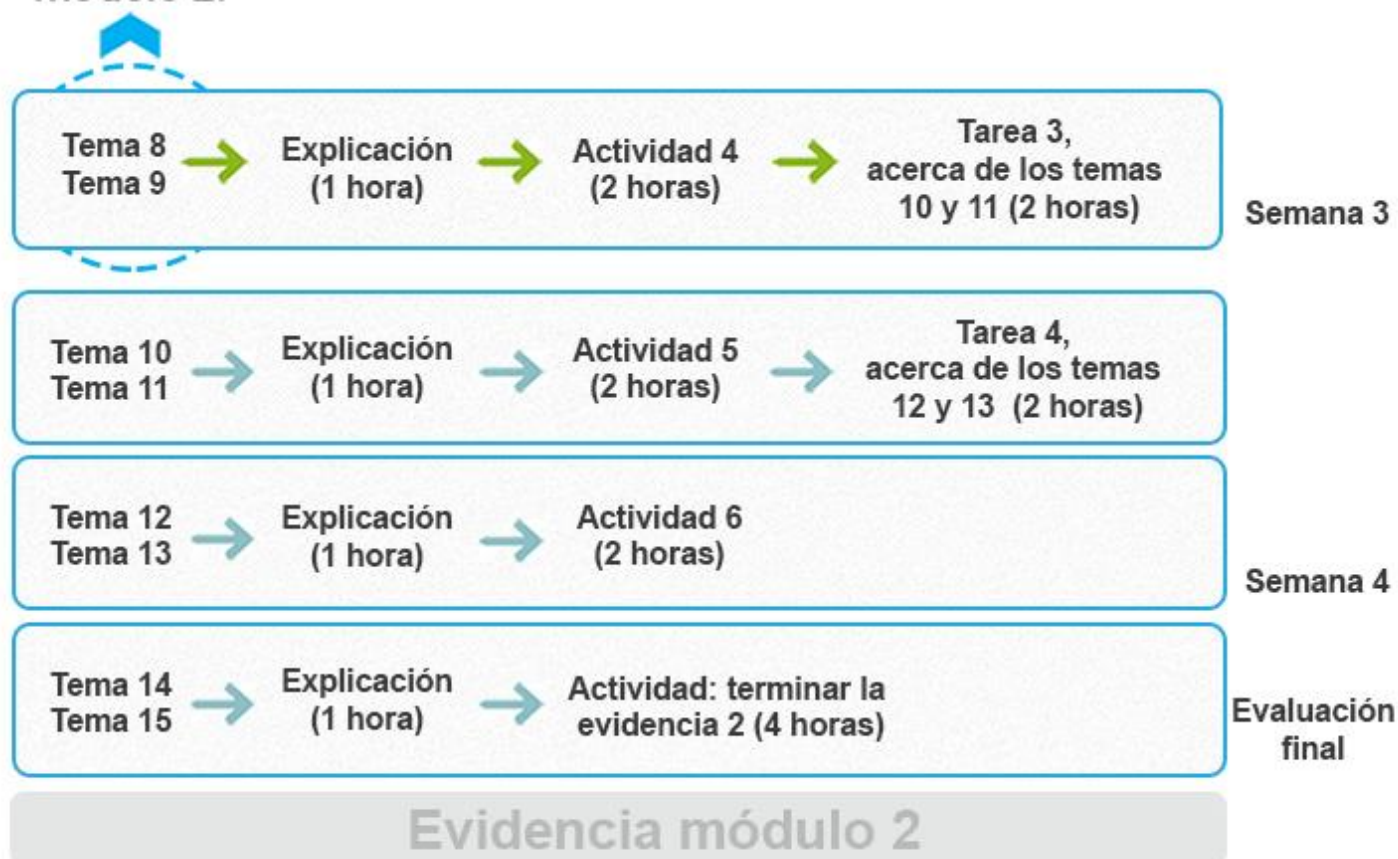 Tema 8
Tema 9
Explicación
(1 hora)
Actividad 4
(2 horas)
Tarea 3,
acerca de los temas
10 y 11 (2 horas)
Semana 3
Tema 10
Tema 11
Explicación
(1 hora)
Actividad 5
(2 horas)
Tarea 4,
acerca de los temas
12 y 13 (2 horas)
Tema 12
Tema 13
Explicación
(1 hora)
Actividad 6
(2 horas)
Semana 4
Tema 14
Tema 15
Explicación
(1 hora)
Actividad: terminar la
evidencia 2 (4 horas)
Evaluación
final
Evidencia módulo 2